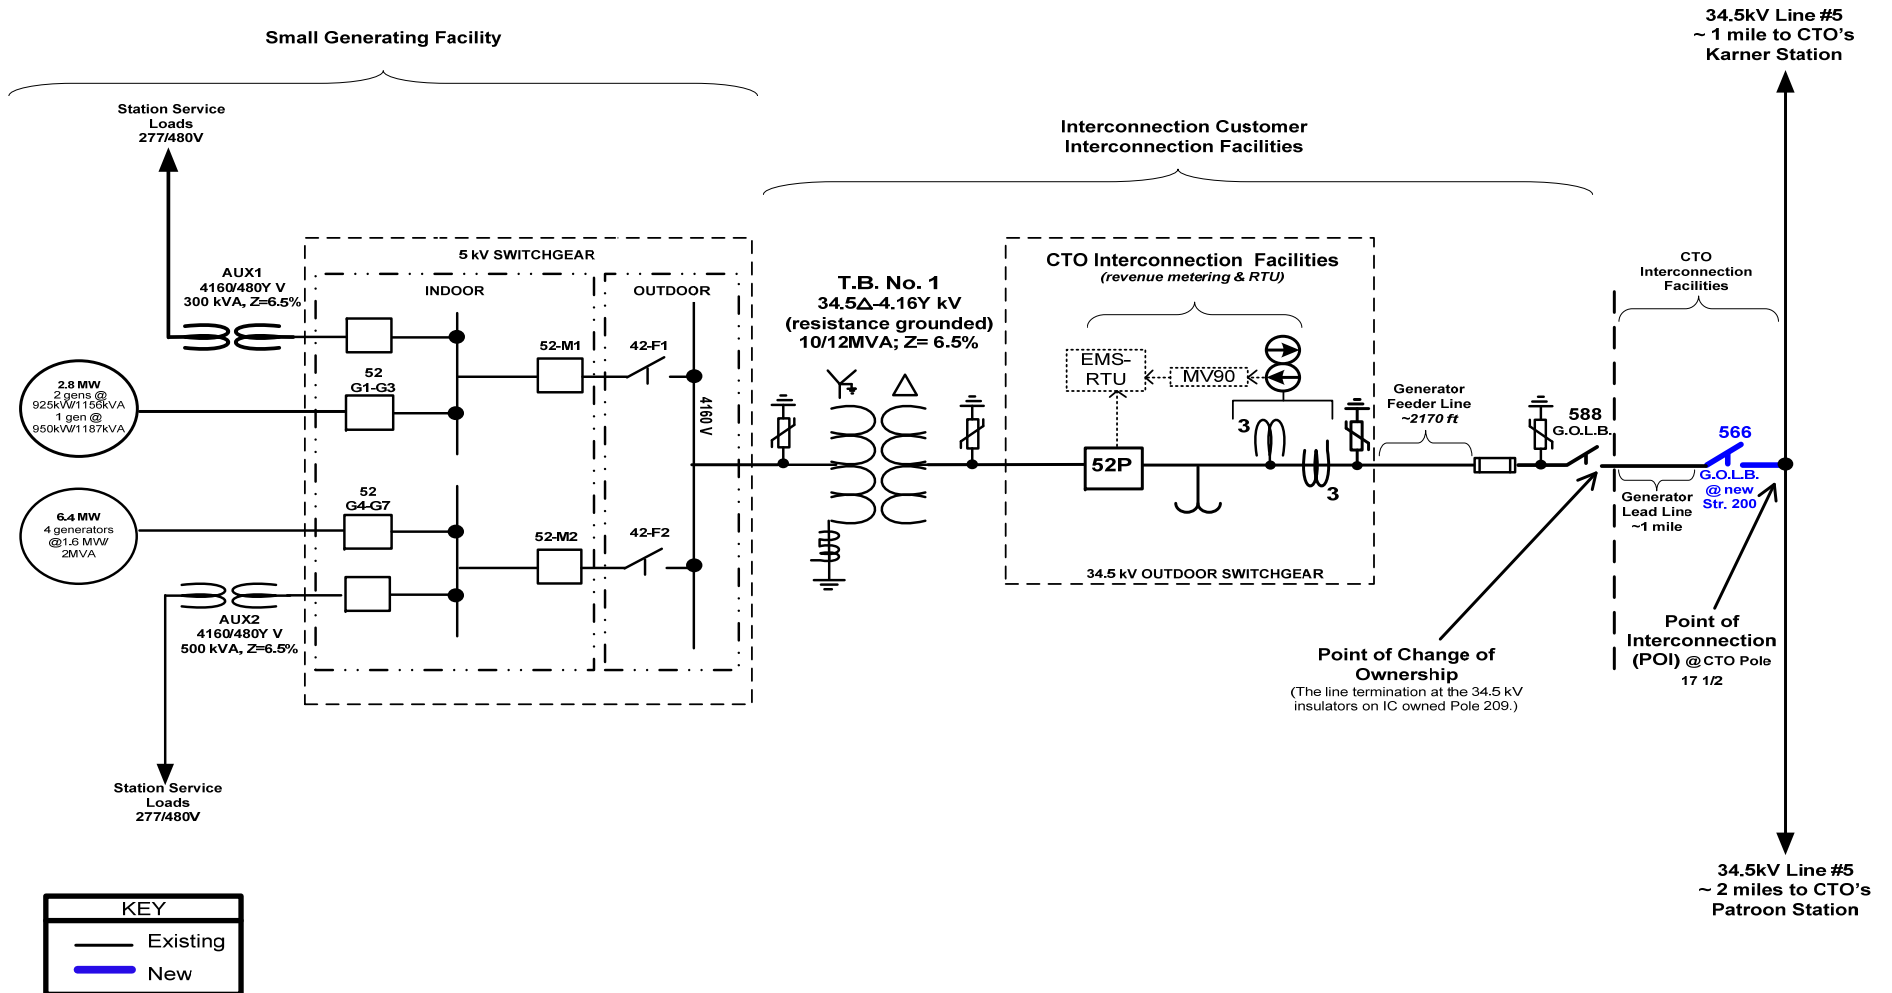 34.5kV Line #5
~ 1 mile to CTO's
Karner Station
Small Generating Facility
Station Service
Loads
277/480V
Interconnection Customer
Interconnection Facilities
5 kV SWITCHGEAR
INDOOR
OUTDOOR
AUX1
4160/480Y V
300 kVA, Z=6.5%
52-M1
42-F1
52
G1-G3
2.8 MW
2 gens @
925kW/1156kVA
1 gen @
950kW/1187kVA
4160 V
52
G4-G7
6.4 MW
4 generators
@1.6 MW/
2MVA
52-M2
42-F2
AUX2
4160/480Y V
500 kVA, Z=6.5%
Station Service
Loads
277/480V
T.B. No. 1
34.5Δ-4.16Y kV
(resistance grounded)
10/12MVA; Z= 6.5%
CTO Interconnection Facilities
(revenue metering & RTU)
EMS-
RTU
MV90
3
52P
3
34.5 kV OUTDOOR SWITCHGEAR
Generator
Feeder Line
~2170 ft
588
G.O.L.B.
CTO
Interconnection
Facilities
566
G.O.L.B.
@ new
Str. 200
Generator
Lead Line
~1 mile
Point of Change of
Ownership
(The line termination at the 34.5 kV
insulators on IC owned Pole 209.)
Point of
Interconnection
(POI) @ CTO Pole
17 1/2
34.5kV Line #5
~ 2 miles to CTO's
Patroon Station
KEY
Existing
New